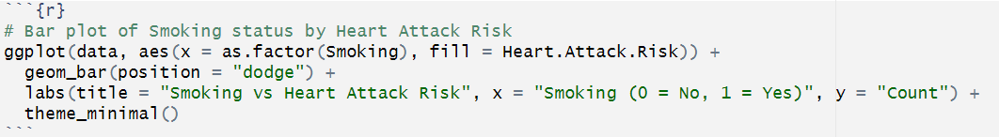 ```{r}
# Bar plot of Smoking status by Heart Attack Risk
ggplot(data, aes(x = as.factor(Smoking), fill = Heart.Attack.Risk)) +
  geom_bar(position = "dodge") +
  labs(title = "Smoking vs Heart Attack Risk", x = "Smoking (0 = No, 1 = Yes)", y = "Count") +
  theme_minimal()
```